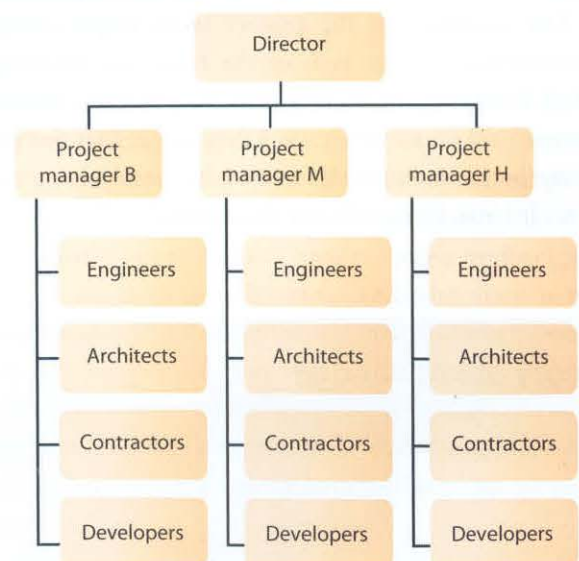 Director
Project
manager B
Project
manager M
Project
manager H
Engineers
Engineers
Engineers
Architects
Architects
Architects
Contractors
Contractors
Contractors
Developers
Developers
Developers